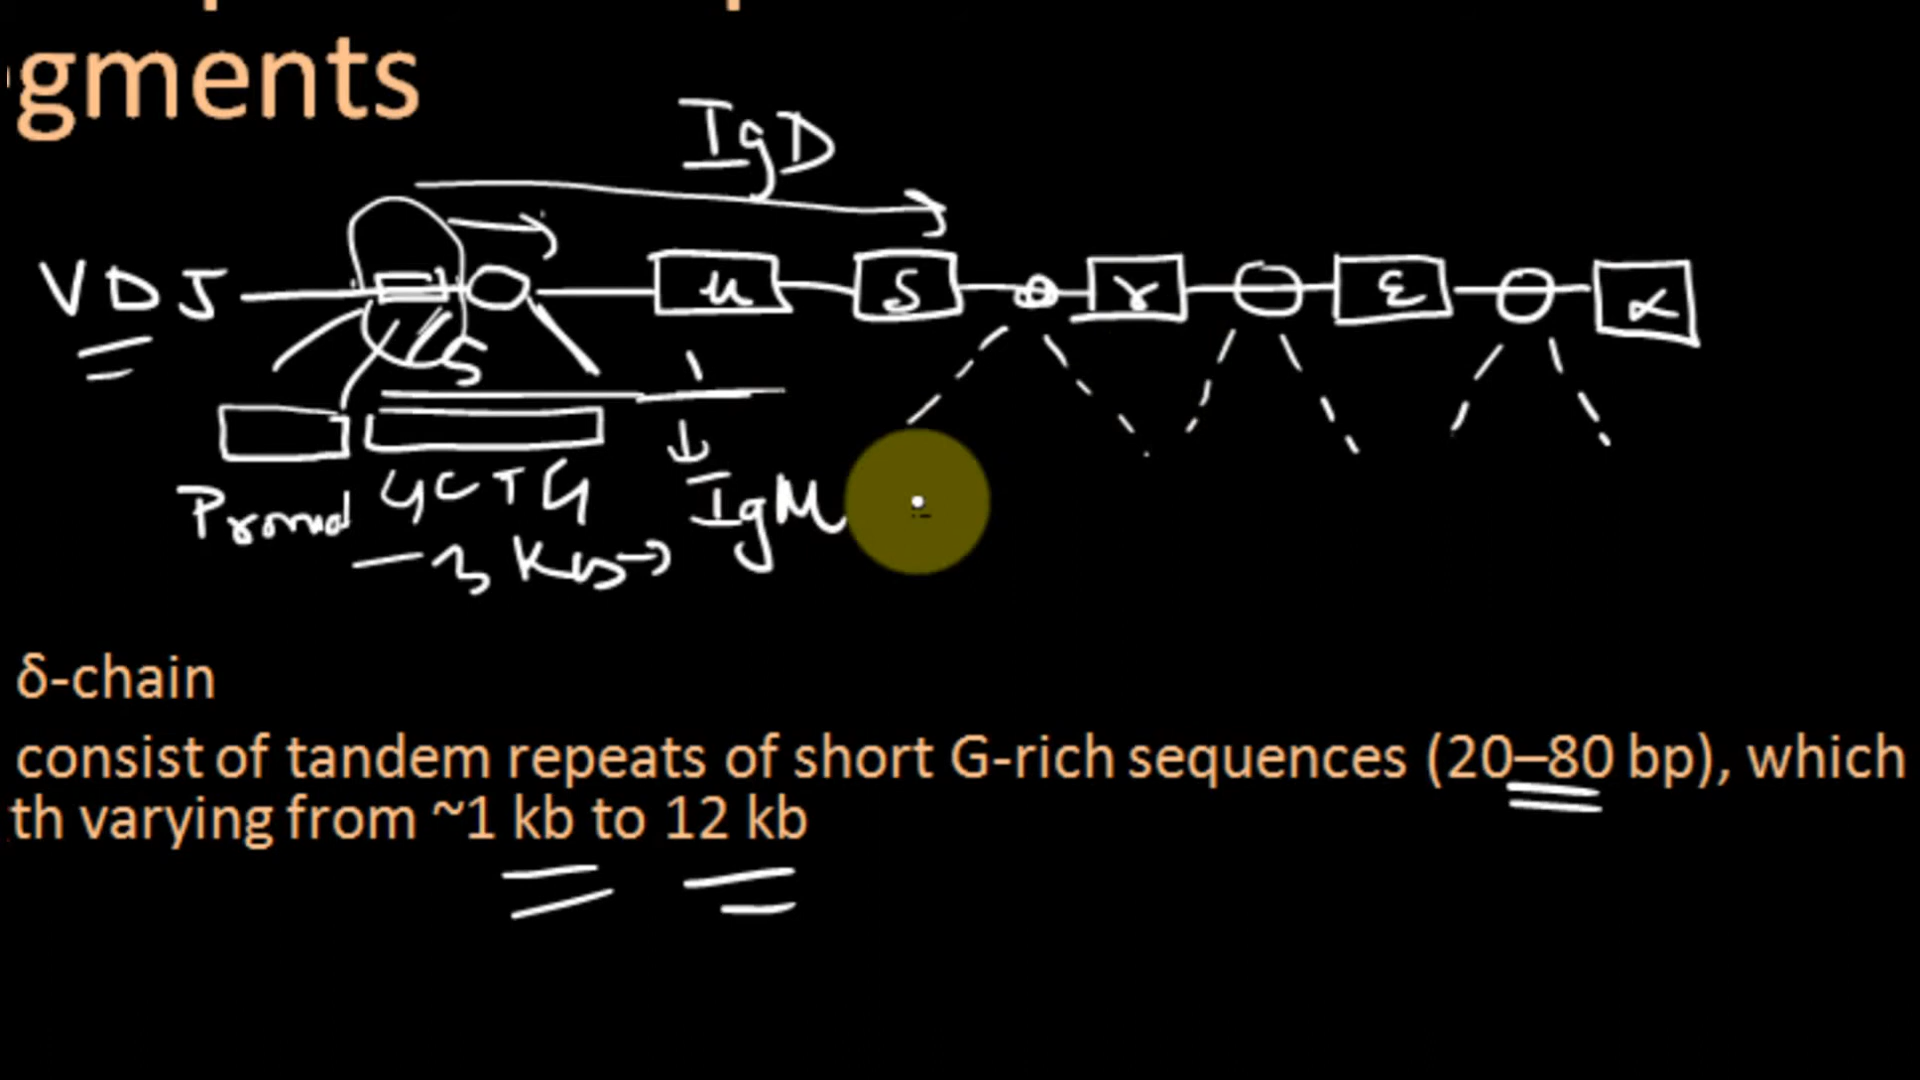 gments
IgD
VDJ
μ δ γ ε α
S
GCTG
IgM
3 Kb
δ-chain
consist of tandem repeats of short G-rich sequences (20–80 bp), which
th varying from ~1 kb to 12 kb